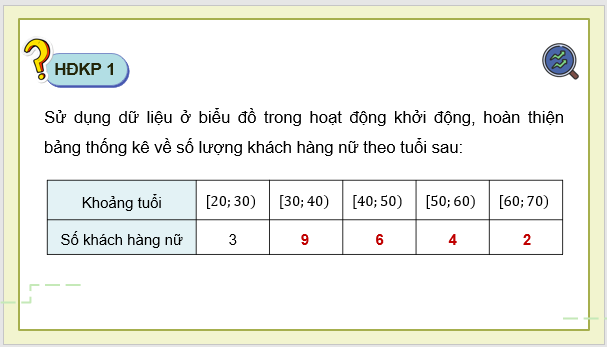 HĐKP 1
Sử dụng dữ liệu ở biểu đồ trong hoạt động khởi động, hoàn thiện
bảng thống kê về số lượng khách hàng nữ theo tuổi sau:
Khoảng tuổi [20; 30) [30; 40) [40; 50) [50; 60) [60; 70)
Số khách hàng nữ 3 9 6 4 2